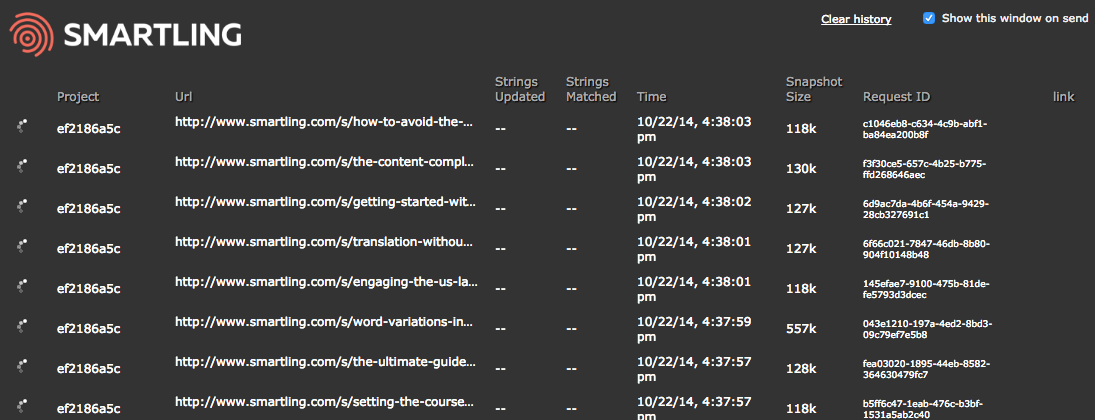 SMARTLING
Clear history
Show this window on send
Project Url Strings Updated Strings Matched Time Snapshot Size Request ID link
ef2186a5c http://www.smartling.com/s/how-to-avoid-the-... -- -- 10/22/14, 4:38:03 pm 118k c1046eb8-c634-4c9b-abf1-ba84ea200b8f
ef2186a5c http://www.smartling.com/s/the-content-compl... -- -- 10/22/14, 4:38:03 pm 130k f3f30ce5-657c-4b25-b775-ffd268646aec
ef2186a5c http://www.smartling.com/s/getting-started-wit... -- -- 10/22/14, 4:38:02 pm 127k 6d9ac7da-4b6f-454a-9429-28cb327691c1
ef2186a5c http://www.smartling.com/s/translation-withou... -- -- 10/22/14, 4:38:01 pm 127k 6f66c021-7847-46db-8b80-904f10148b48
ef2186a5c http://www.smartling.com/s/engaging-the-us-la... -- -- 10/22/14, 4:38:01 pm 118k 145efae7-9100-475b-81de-fe5793d3dcec
ef2186a5c http://www.smartling.com/s/word-variations-in... -- -- 10/22/14, 4:37:59 pm 557k 043e1210-197a-4ed2-8bd3-09c79ef7e5b8
ef2186a5c http://www.smartling.com/s/the-ultimate-guide... -- -- 10/22/14, 4:37:57 pm 128k fea03020-1895-44eb-8582-364630479fc7
ef2186a5c http://www.smartling.com/s/setting-the-course... -- -- 10/22/14, 4:37:57 pm 118k b5ff6c47-1eab-476c-b3bf-1531a5ab2c40